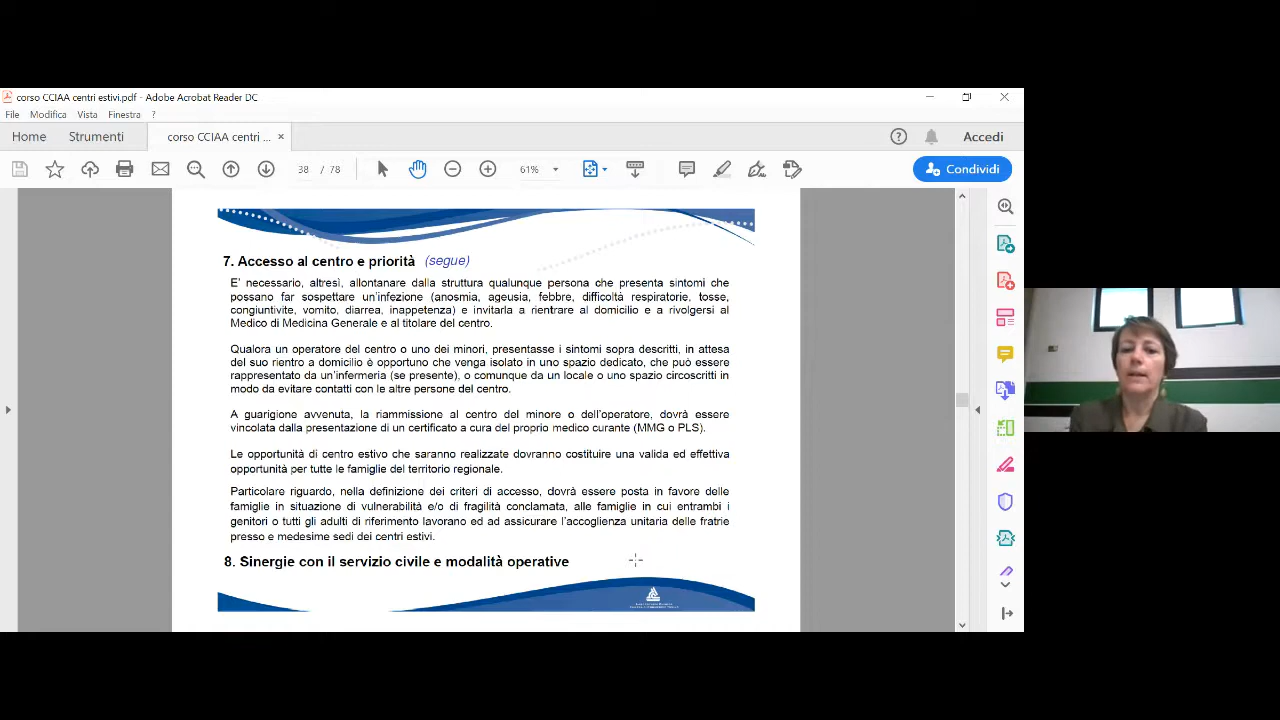 corso CCIAA centri estivi.pdf - Adobe Acrobat Reader DC
File Modifica Vista Finestra ?
Home Strumenti corso CCIAA centri ... × Accedi
38 / 78 61% Condividi
7. Accesso al centro e priorità (segue)
E' necessario, altresì, allontanare dalla struttura qualunque persona che presenta sintomi che
possano far sospettare un'infezione (anosmia, ageusia, febbre, difficoltà respiratorie, tosse,
congiuntivite, vomito, diarrea, inappetenza) e invitarla a rientrare al domicilio e a rivolgersi al
Medico di Medicina Generale e al titolare del centro.
Qualora un operatore del centro o uno dei minori, presentasse i sintomi sopra descritti, in attesa
del suo rientro a domicilio è opportuno che venga isolato in uno spazio dedicato, che può essere
rappresentato da un'infermeria (se presente), o comunque da un locale o uno spazio circoscritti in
modo da evitare contatti con le altre persone del centro.
A guarigione avvenuta, la riammissione al centro del minore o dell'operatore, dovrà essere
vincolata dalla presentazione di un certificato a cura del proprio medico curante (MMG o PLS).
Le opportunità di centro estivo che saranno realizzate dovranno costituire una valida ed effettiva
opportunità per tutte le famiglie del territorio regionale.
Particolare riguardo, nella definizione dei criteri di accesso, dovrà essere posta in favore delle
famiglie in situazione di vulnerabilità e/o di fragilità conclamata, alle famiglie in cui entrambi i
genitori o tutti gli adulti di riferimento lavorano ed ad assicurare l'accoglienza unitaria delle fratrie
presso e medesime sedi dei centri estivi.
8. Sinergie con il servizio civile e modalità operative